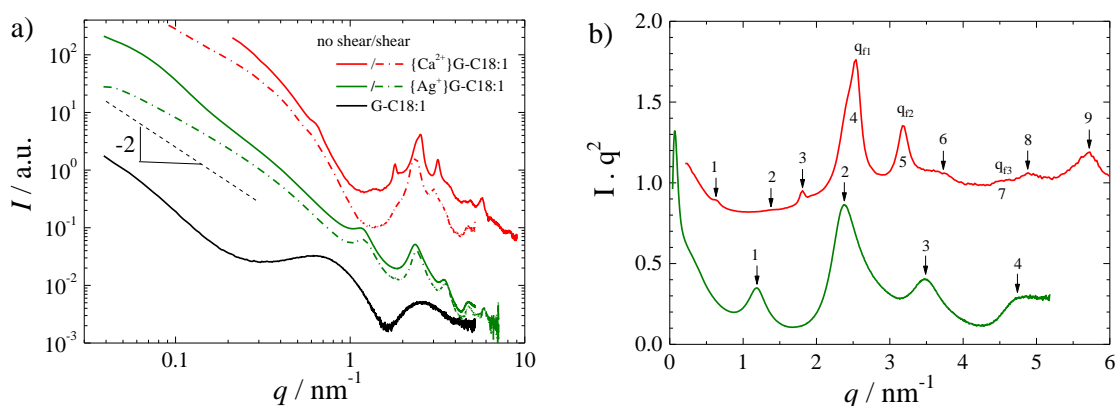 a)
I / a.u.
10²
10¹
10⁰
10⁻¹
10⁻²
10⁻³
0.1
1
10
q / nm⁻¹
no shear/shear
/ {Ca²⁺}G-C18:1
/ {Ag⁺}G-C18:1
G-C18:1
-2
b)
I . q²
2.0
1.5
1.0
0.5
0.0
0
1
2
3
4
5
6
q / nm⁻¹
q_f1
4
q_f2
5
1
2
3
6
q_f3
7
8
9
1
2
3
4